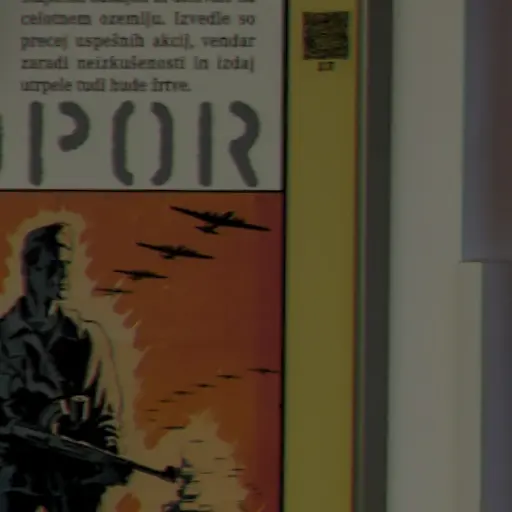 celotnem ozemlju. Izvedle so
precej uspešnih akcij, vendar
zaradi neizkušenosti in izdaj
utrpele tudi hude žrtve.
POR